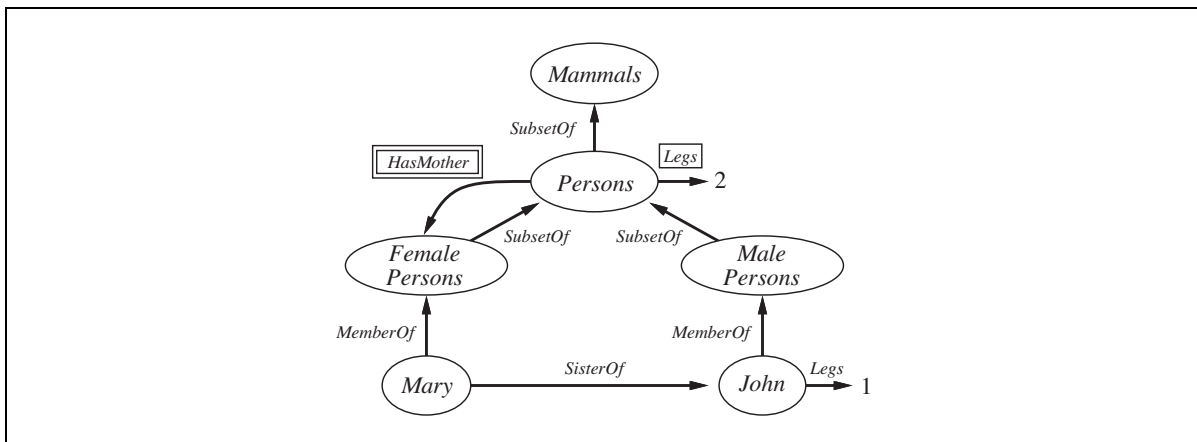 Mammals
SubsetOf
HasMother
Legs
Persons
2
SubsetOf
SubsetOf
Female
Persons
Male
Persons
MemberOf
MemberOf
Mary
SisterOf
John
Legs
1